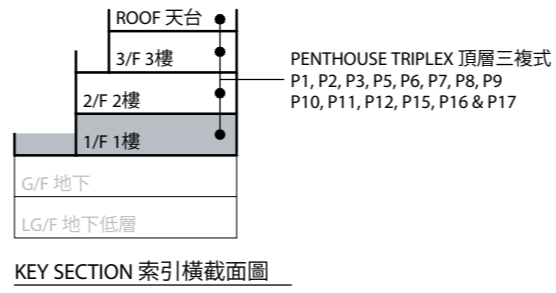 ROOF 天台
3/F 3樓
PENTHOUSE TRIPLEX 頂層三複式
P1, P2, P3, P5, P6, P7, P8, P9
P10, P11, P12, P15, P16 & P17
2/F 2樓
1/F 1樓
G/F 地下
LG/F 地下低層
KEY SECTION 索引橫截面圖